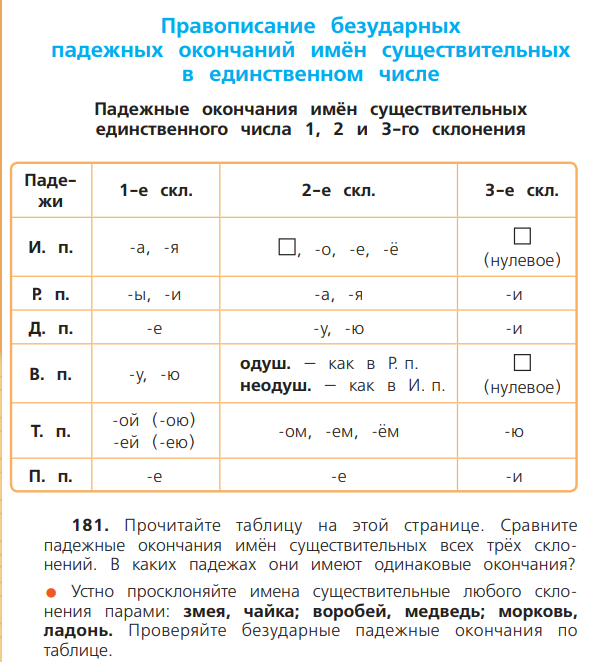 Правописание безударных
падежных окончаний имён существительных
в единственном числе
Падежные окончания имён существительных
единственного числа 1, 2 и 3-го склонения
Паде-
жи
1-е скл.
2-е скл.
3-е скл.
И. п.
-а, -я
□, -о, -е, -ё
□
(нулевое)
Р. п.
-ы, -и
-а, -я
-и
Д. п.
-е
-у, -ю
-и
В. п.
-у, -ю
одуш. — как в Р. п.
неодуш. — как в И. п.
□
(нулевое)
Т. п.
-ой (-ою)
-ей (-ею)
-ом, -ем, -ём
-ю
П. п.
-е
-е
-и
181. Прочитайте таблицу на этой странице. Сравните
падежные окончания имён существительных всех трёх скло-
нений. В каких падежах они имеют одинаковые окончания?
● Устно просклоняйте имена существительные любого скло-
нения парами: змея, чайка; воробей, медведь; морковь,
ладонь. Проверяйте безударные падежные окончания по
таблице.